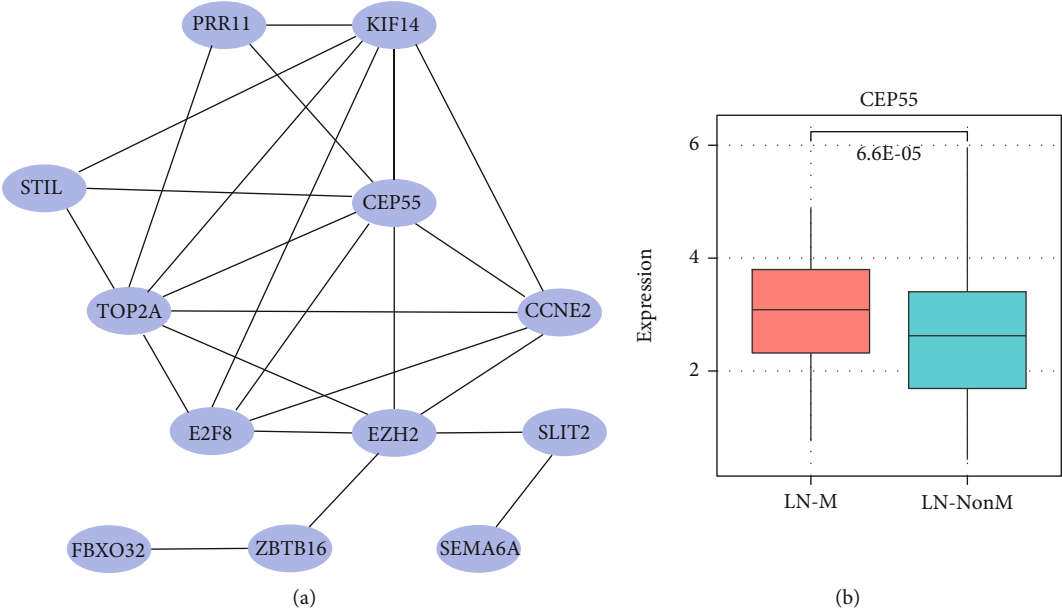 PRR11
KIF14
STIL
CEP55
TOP2A
CCNE2
E2F8
EZH2
SLIT2
FBXO32
ZBTB16
SEMA6A
(a)
CEP55
6.6E-05
6
4
2
Expression
LN-M
LN-NonM
(b)